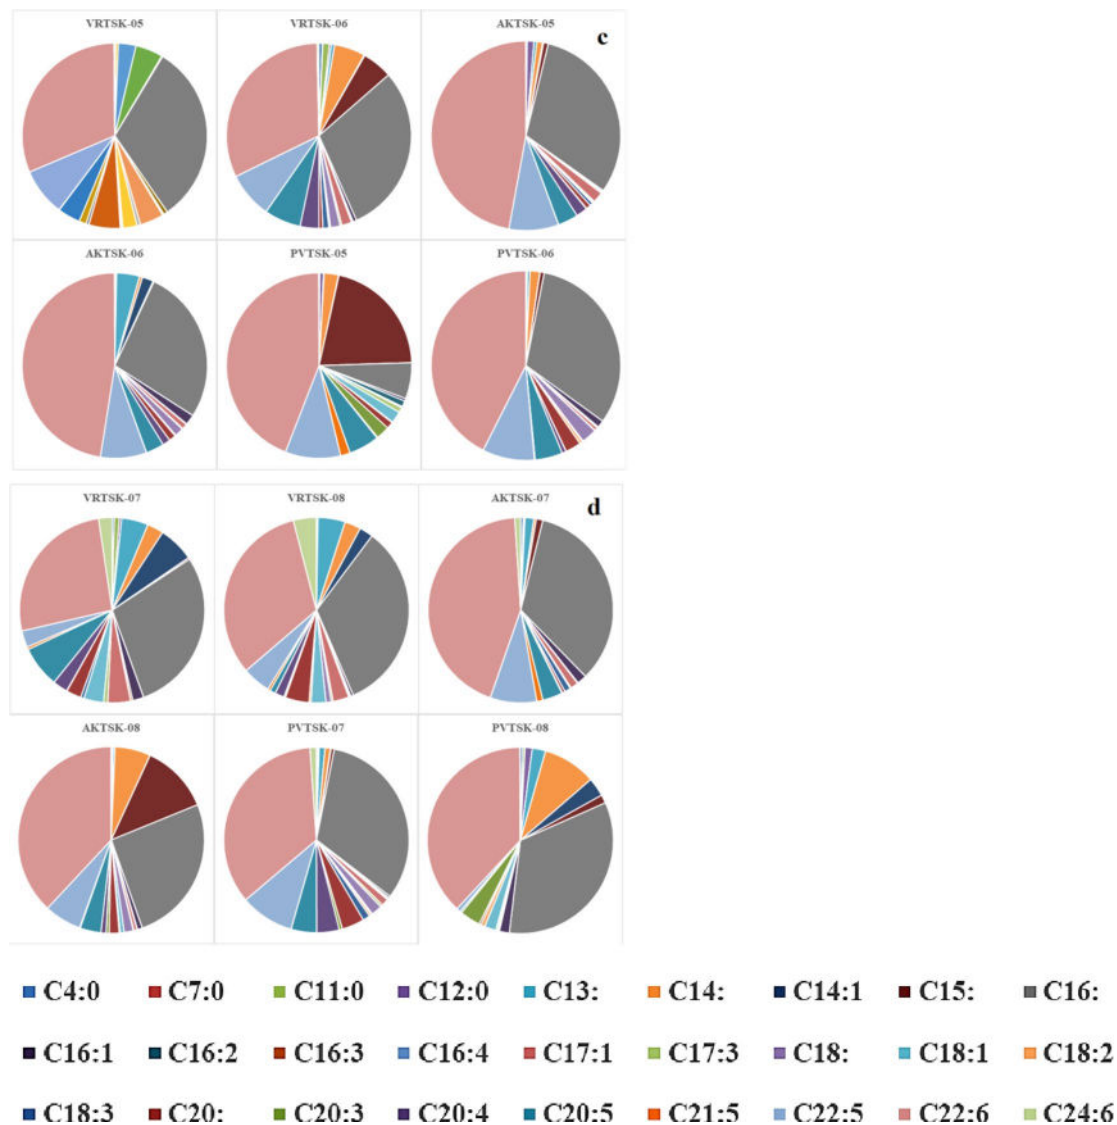 VRTSK-05 VRTSK-06 AKTSK-05 c
AKTSK-06 PVTSK-05 PVTSK-06
VRTSK-07 VRTSK-08 AKTSK-07 d
AKTSK-08 PVTSK-07 PVTSK-08
C4:0 C7:0 C11:0 C12:0 C13: C14: C14:1 C15: C16:
C16:1 C16:2 C16:3 C16:4 C17:1 C17:3 C18: C18:1 C18:2
C18:3 C20: C20:3 C20:4 C20:5 C21:5 C22:5 C22:6 C24:6